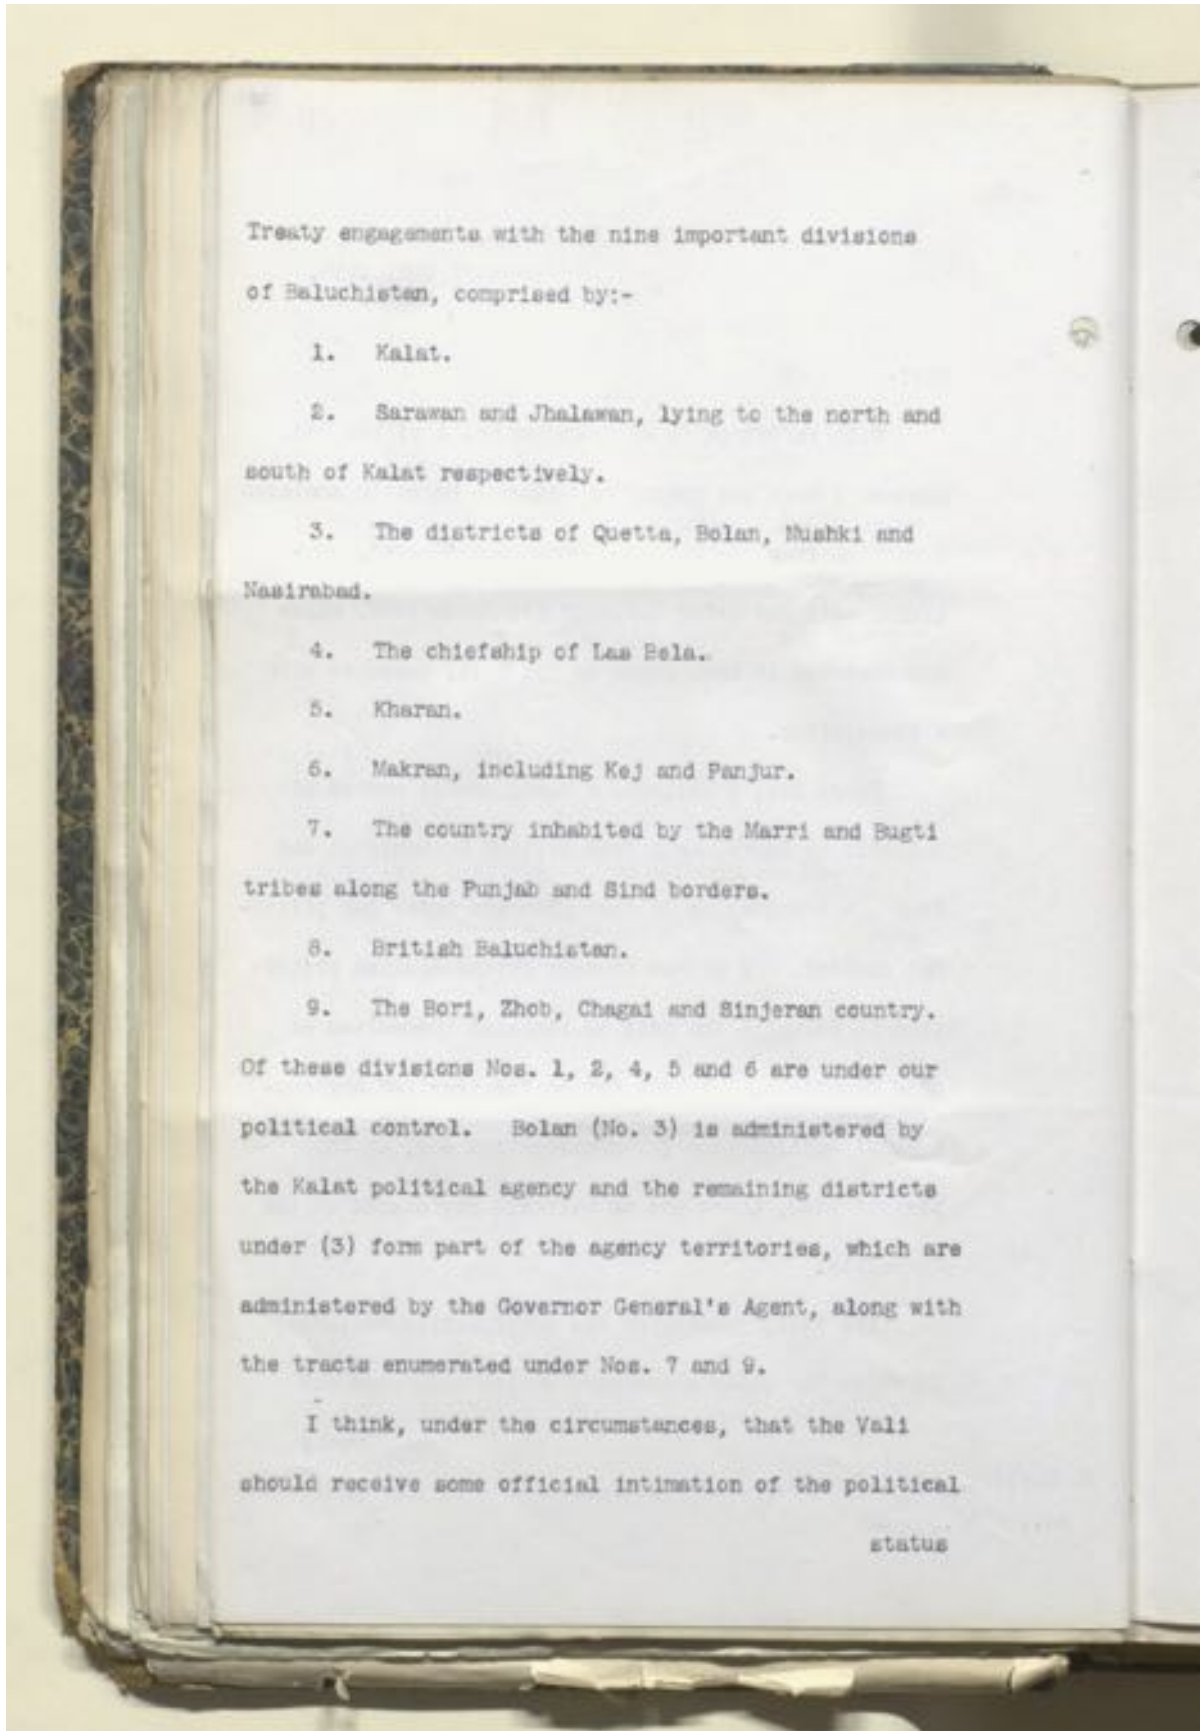 Treaty engagements with the nine important divisions
of Baluchistan, comprised by:-
1. Kalat.
2. Sarawan and Jhalawan, lying to the north and
south of Kalat respectively.
3. The districts of Quetta, Bolan, Nushki and
Nasirabad.
4. The chiefship of Las Bela.
5. Kharan.
6. Makran, including Kej and Panjur.
7. The country inhabited by the Marri and Bugti
tribes along the Punjab and Sind borders.
8. British Baluchistan.
9. The Bori, Zhob, Chagai and Sinjeran country.
Of these divisions Nos. 1, 2, 4, 5 and 6 are under our
political control. Bolan (No. 3) is administered by
the Kalat political agency and the remaining districts
under (3) form part of the agency territories, which are
administered by the Governor General's Agent, along with
the tracts enumerated under Nos. 7 and 9.
I think, under the circumstances, that the Vali
should receive some official intimation of the political
status